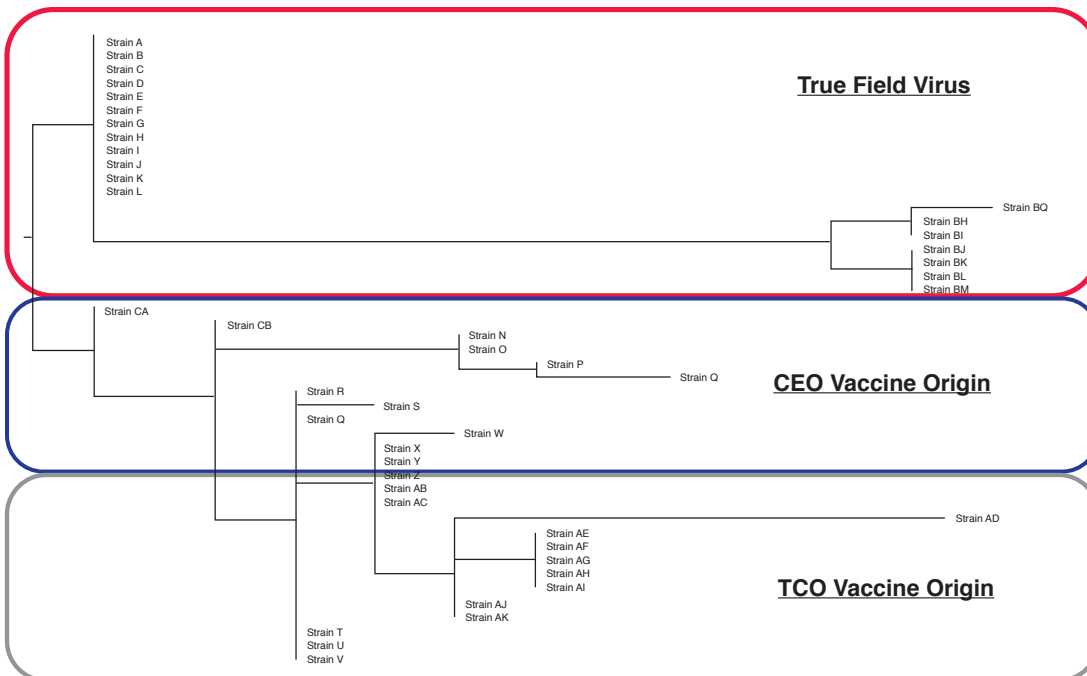 Strain A
Strain B
Strain C
Strain D
Strain E
Strain F
Strain G
Strain H
Strain I
Strain J
Strain K
Strain L
True Field Virus
Strain BQ
Strain BH
Strain BI
Strain BJ
Strain BK
Strain BL
Strain BM
Strain CA
Strain CB
Strain N
Strain O
Strain P
Strain Q
CEO Vaccine Origin
Strain R
Strain S
Strain Q
Strain W
Strain X
Strain Y
Strain Z
Strain AB
Strain AC
Strain AD
Strain AE
Strain AF
Strain AG
Strain AH
Strain AI
TCO Vaccine Origin
Strain AJ
Strain AK
Strain T
Strain U
Strain V